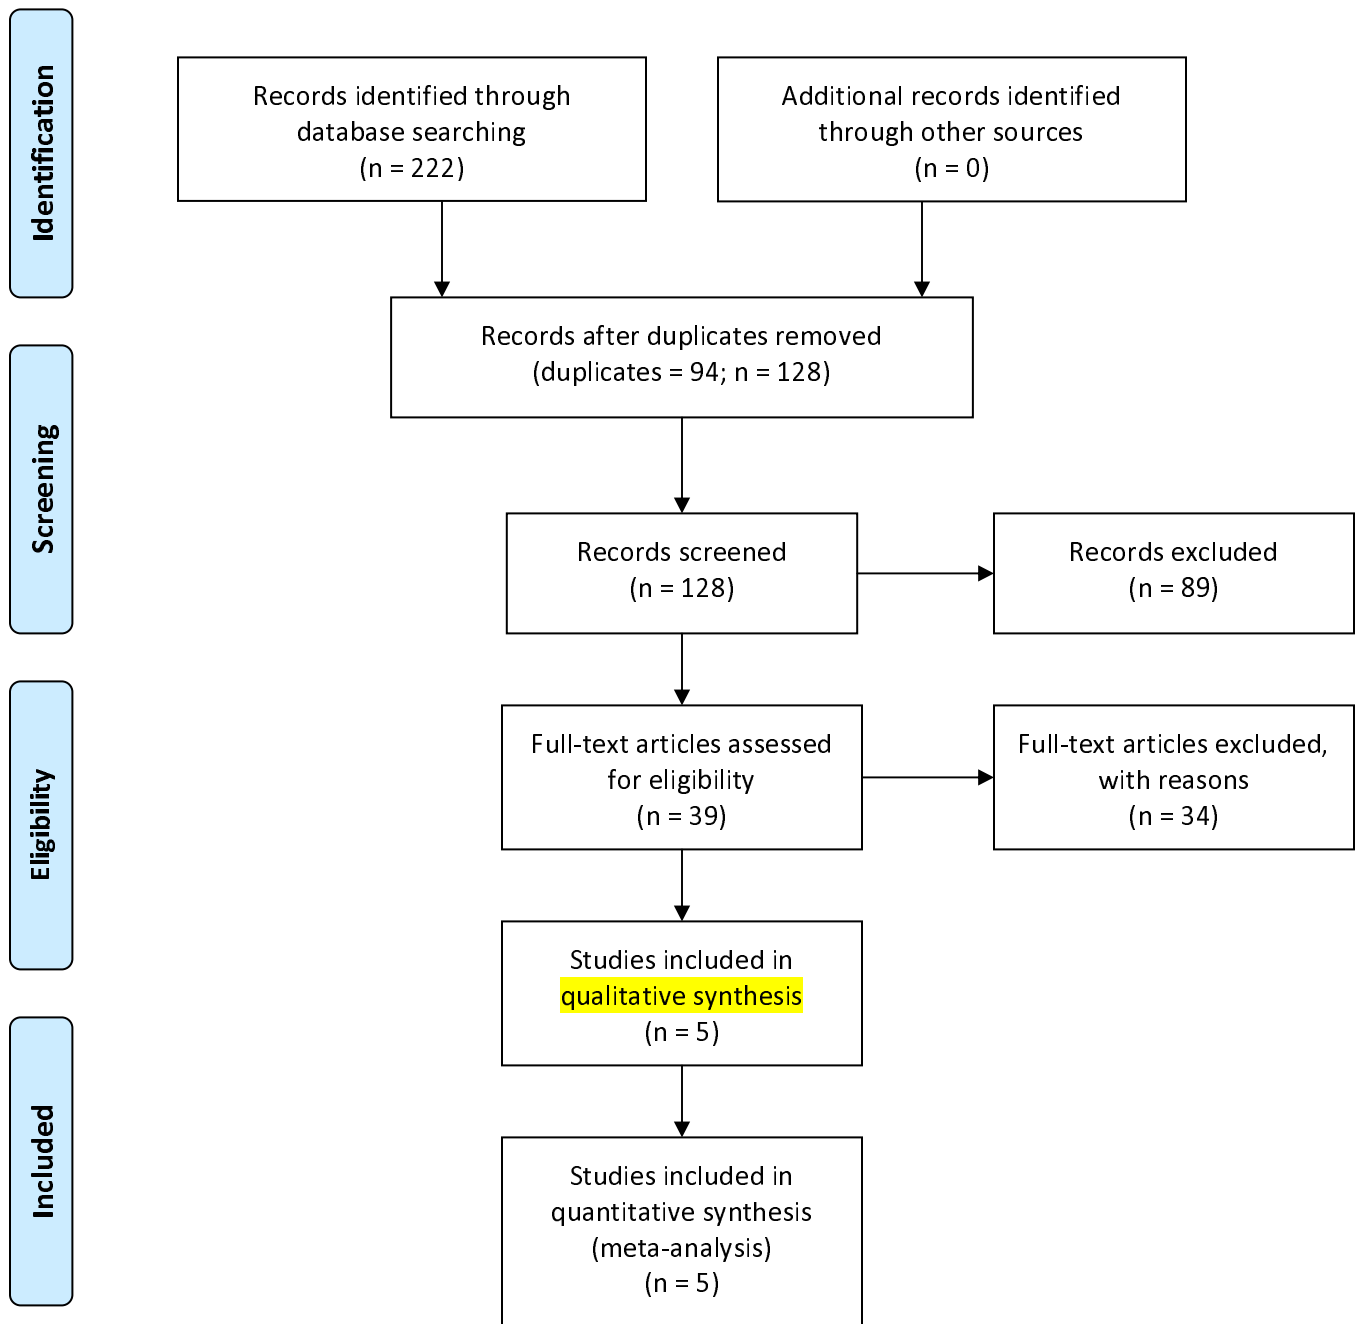 Identification
Records identified through
database searching
(n = 222)
Additional records identified
through other sources
(n = 0)
Records after duplicates removed
(duplicates = 94; n = 128)
Screening
Records screened
(n = 128)
Records excluded
(n = 89)
Eligibility
Full-text articles assessed
for eligibility
(n = 39)
Full-text articles excluded,
with reasons
(n = 34)
Studies included in
qualitative synthesis
(n = 5)
Included
Studies included in
quantitative synthesis
(meta-analysis)
(n = 5)